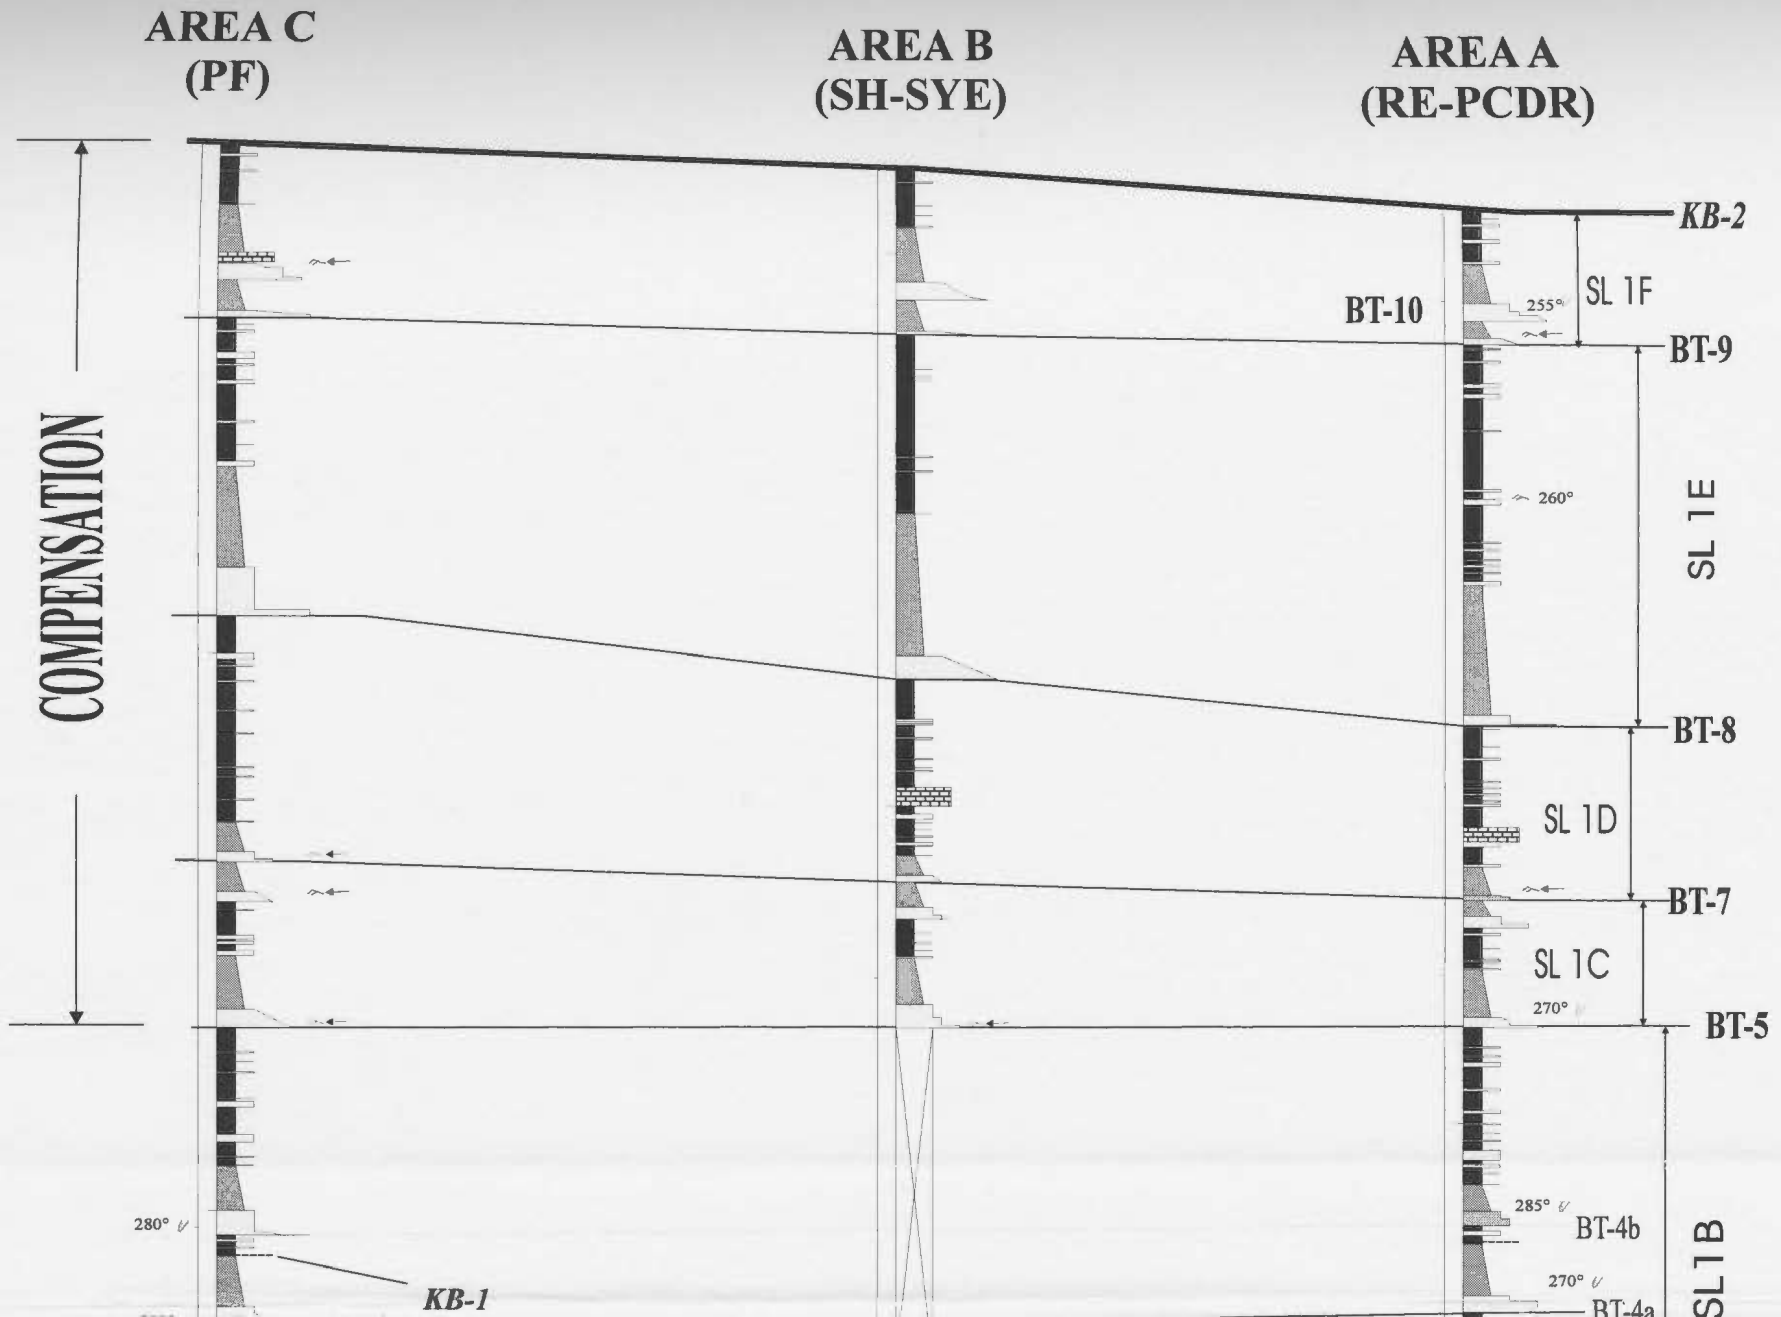 AREA C
(PF)
AREA B
(SH-SYE)
AREA A
(RE-PCDR)
KB-2
SL 1F
255°
BT-10
BT-9
COMPENSATION
SL 1E
260°
BT-8
SL 1D
BT-7
SL 1C
270°
BT-5
285°
BT-4b
280°
SL1B
270°
KB-1
BT-4a